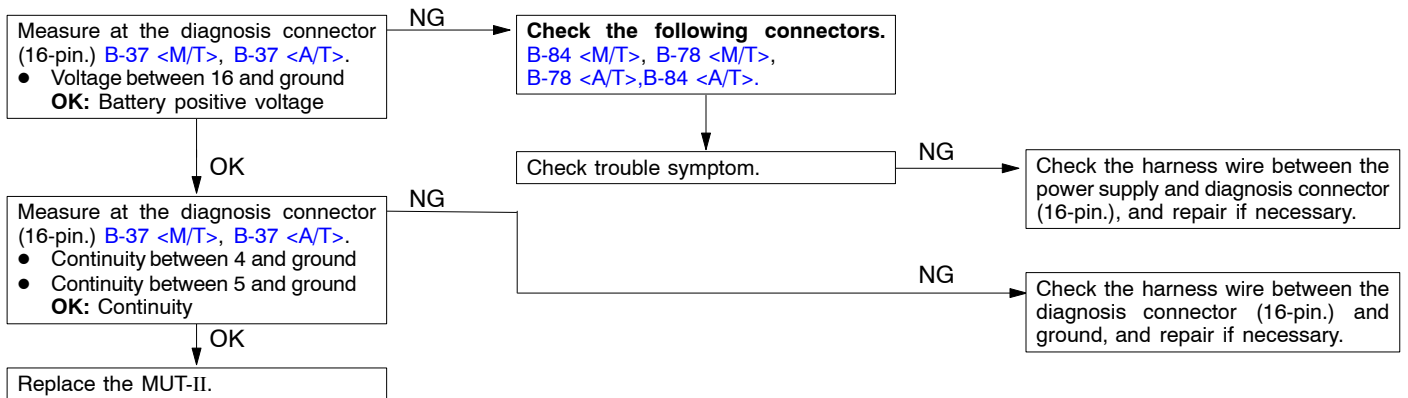 Measure at the diagnosis connector
(16-pin.) B-37 <M/T>, B-37 <A/T>.
● Voltage between 16 and ground
OK: Battery positive voltage
NG
Check the following connectors.
B-84 <M/T>, B-78 <M/T>,
B-78 <A/T>,B-84 <A/T>.
OK
Check trouble symptom.
NG
Check the harness wire between the
power supply and diagnosis connector
(16-pin.), and repair if necessary.
Measure at the diagnosis connector
(16-pin.) B-37 <M/T>, B-37 <A/T>.
● Continuity between 4 and ground
● Continuity between 5 and ground
OK: Continuity
NG
NG
Check the harness wire between the
diagnosis connector (16-pin.) and
ground, and repair if necessary.
OK
Replace the MUT-II.